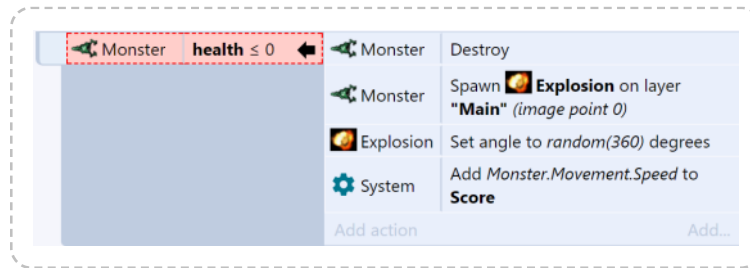 Monster health ≤ 0 Monster Destroy
Monster Spawn Explosion on layer
"Main" (image point 0)
Explosion Set angle to random(360) degrees
System Add Monster.Movement.Speed to
Score
Add action Add...